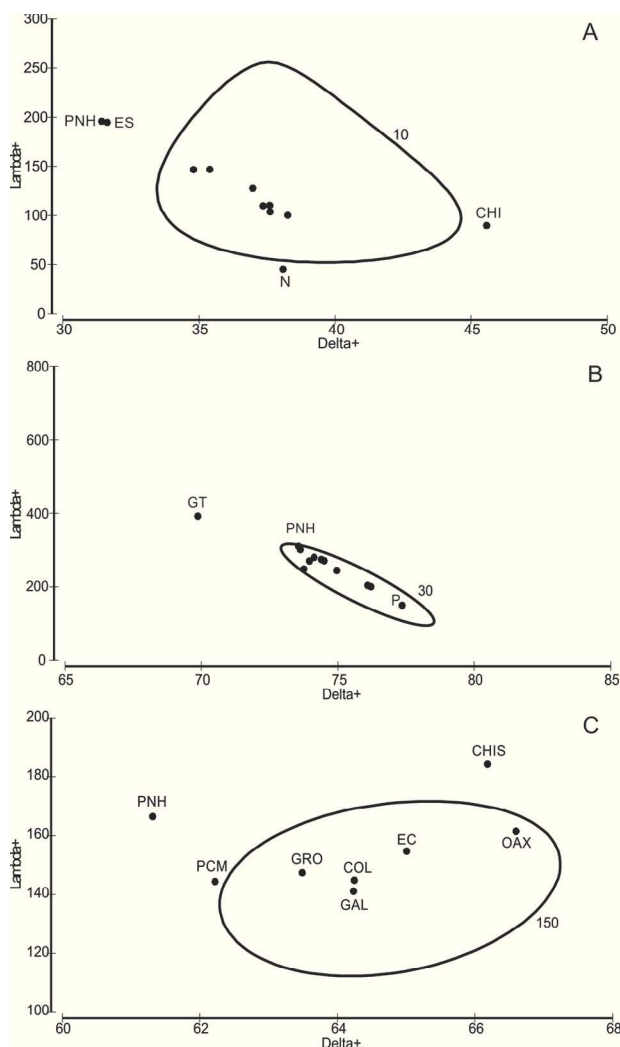 A
300
250
200
150
100
50
0
Lambda+
PNH ES
10
CHI
N
30 35 40 45 50
Delta+
B
800
600
400
200
0
Lambda+
GT
PNH
30
P
65 70 75 80 85
Delta+
C
200
180
160
140
120
100
Lambda+
CHIS
PNH
OAX
EC
GRO
COL
PCM
GAL
150
60 62 64 66 68
Delta+